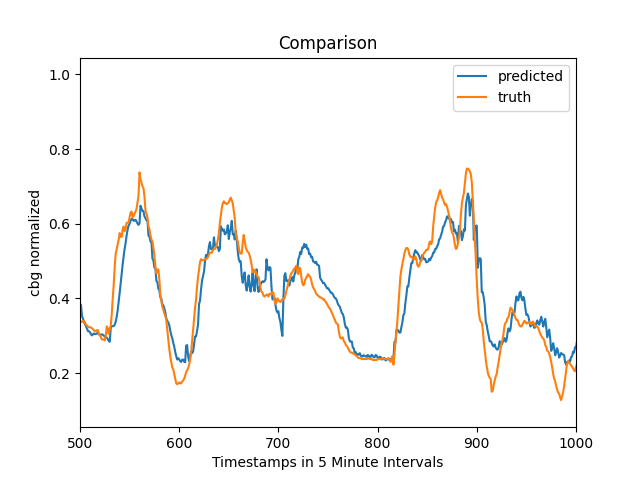 Comparison
predicted
truth
1.0
0.8
0.6
0.4
0.2
cbg normalized
500 600 700 800 900 1000
Timestamps in 5 Minute Intervals